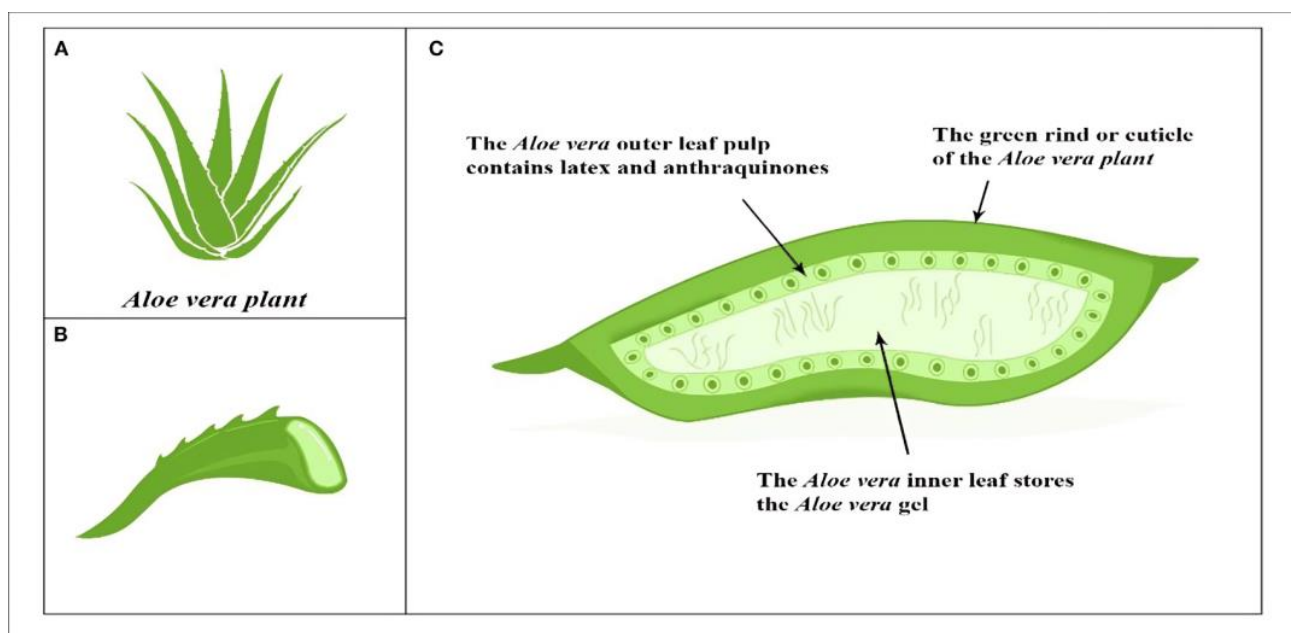 A
Aloe vera plant
B
C
The Aloe vera outer leaf pulp
contains latex and anthraquinones
The green rind or cuticle
of the Aloe vera plant
The Aloe vera inner leaf stores
the Aloe vera gel